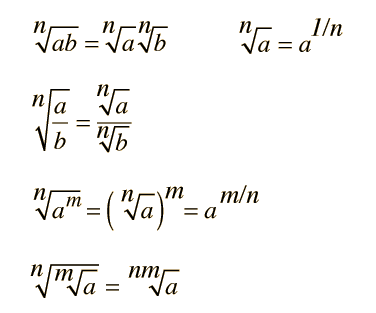 ⁿ√(ab) = ⁿ√a ⁿ√b    ⁿ√a = a^(1/n)
ⁿ√(a/b) = ⁿ√a / ⁿ√b
ⁿ√(a^m) = (ⁿ√a)^m = a^(m/n)
ⁿ√(ᵐ√a) = ⁿᵐ√a